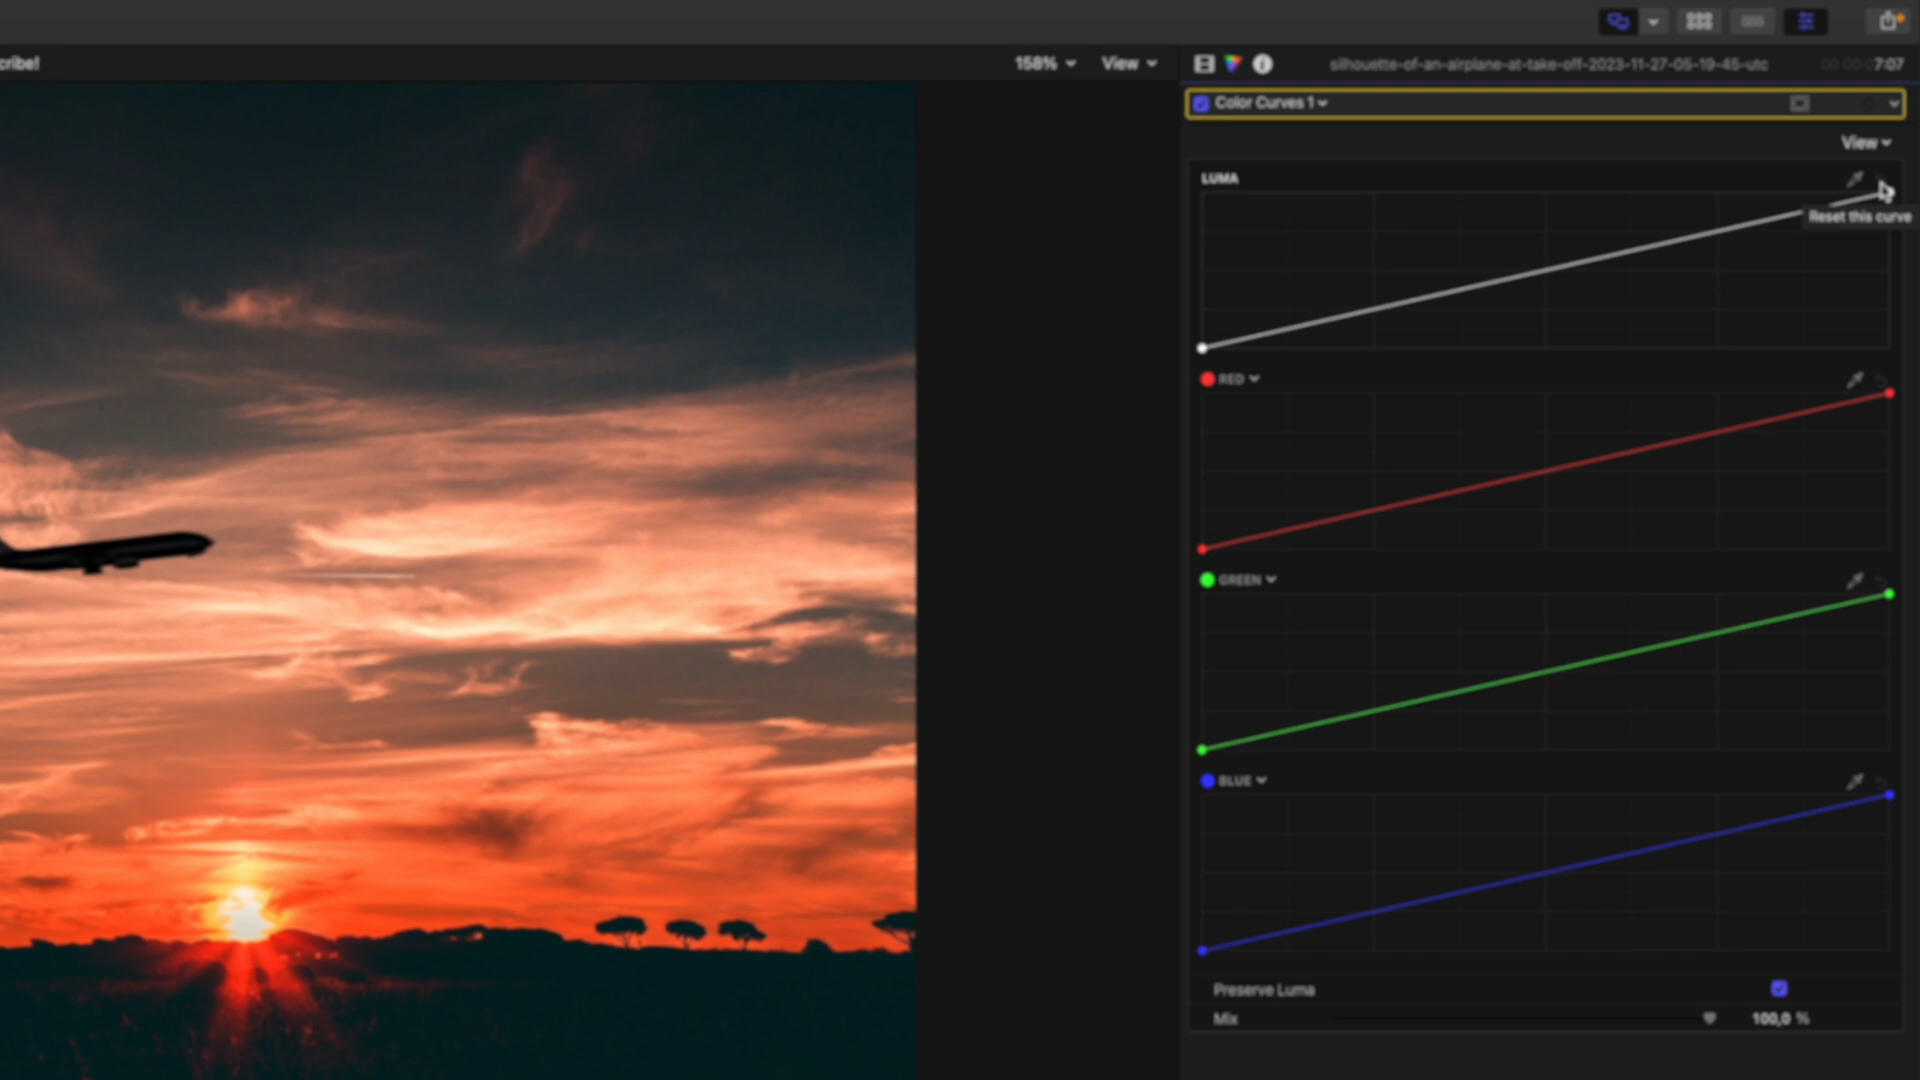 cribe!
158%
View
silhouette-of-an-airplane-at-take-off-2023-11-27-05-19-45-utc
7:07
Color Curves 1
View
LUMA
Reset this curve
RED
GREEN
BLUE
Preserve Luma
Mix
100,0 %